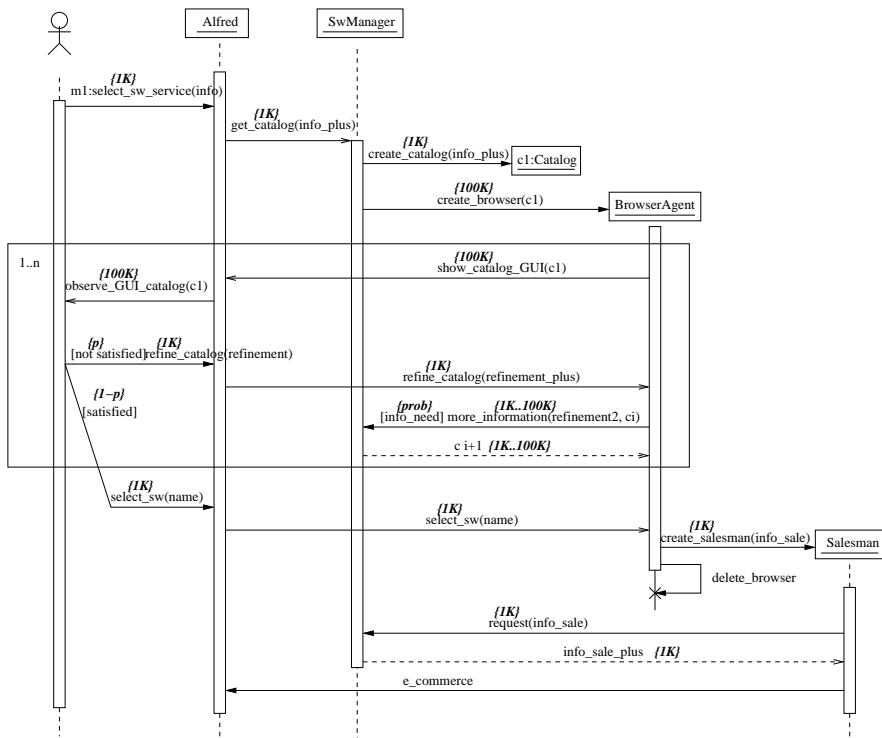 Alfred
SwManager
{1K}
m1:select_sw_service(info)
{1K}
get_catalog(info_plus)
{1K}
create_catalog(info_plus)
c1:Catalog
{100K}
create_browser(c1)
BrowserAgent
1..n
{100K}
show_catalog_GUI(c1)
{100K}
observe_GUI_catalog(c1)
{p} {1K}
[not satisfied]refine_catalog(refinement)
{1K}
refine_catalog(refinement_plus)
{1-p}
[satisfied]
{prob} {1K..100K}
[info_need] more_information(refinement2, ci)
c i+1 {1K..100K}
{1K}
select_sw(name)
{1K}
select_sw(name)
{1K}
create_salesman(info_sale)
Salesman
delete_browser
{1K}
request(info_sale)
info_sale_plus {1K}
e_commerce